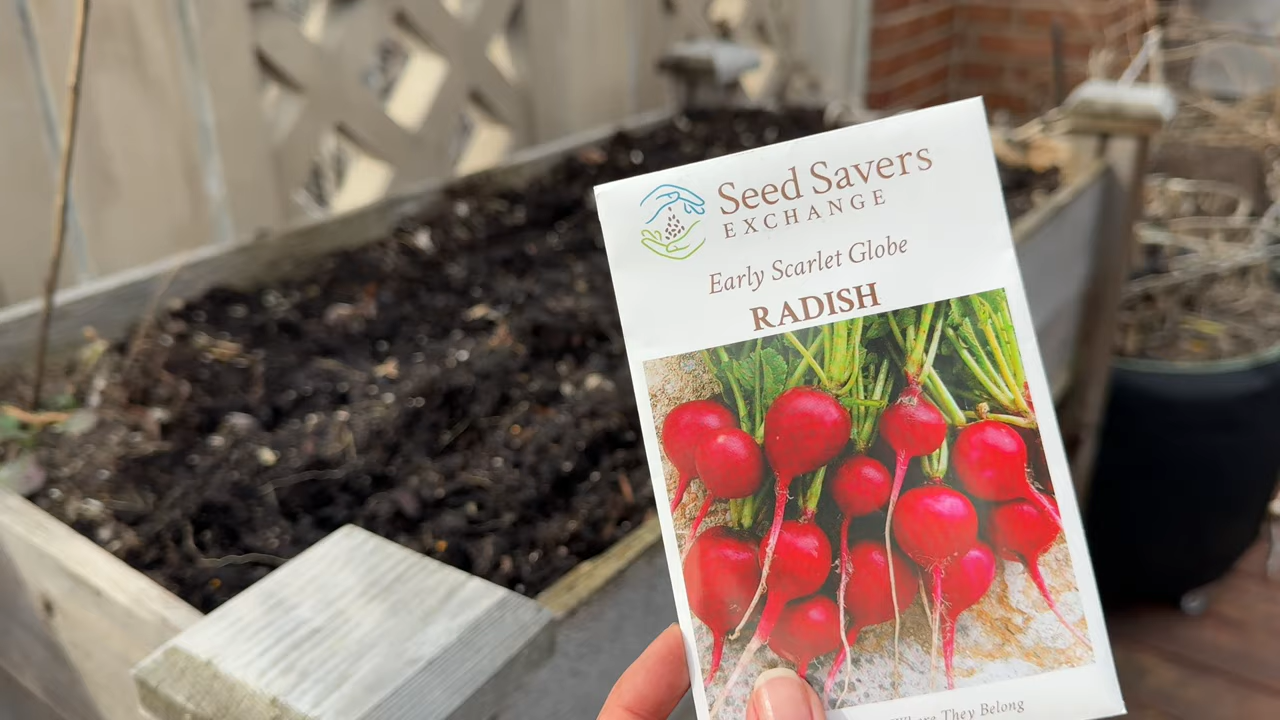 Seed Savers
EXCHANGE
Early Scarlet Globe
RADISH
Where They Belong